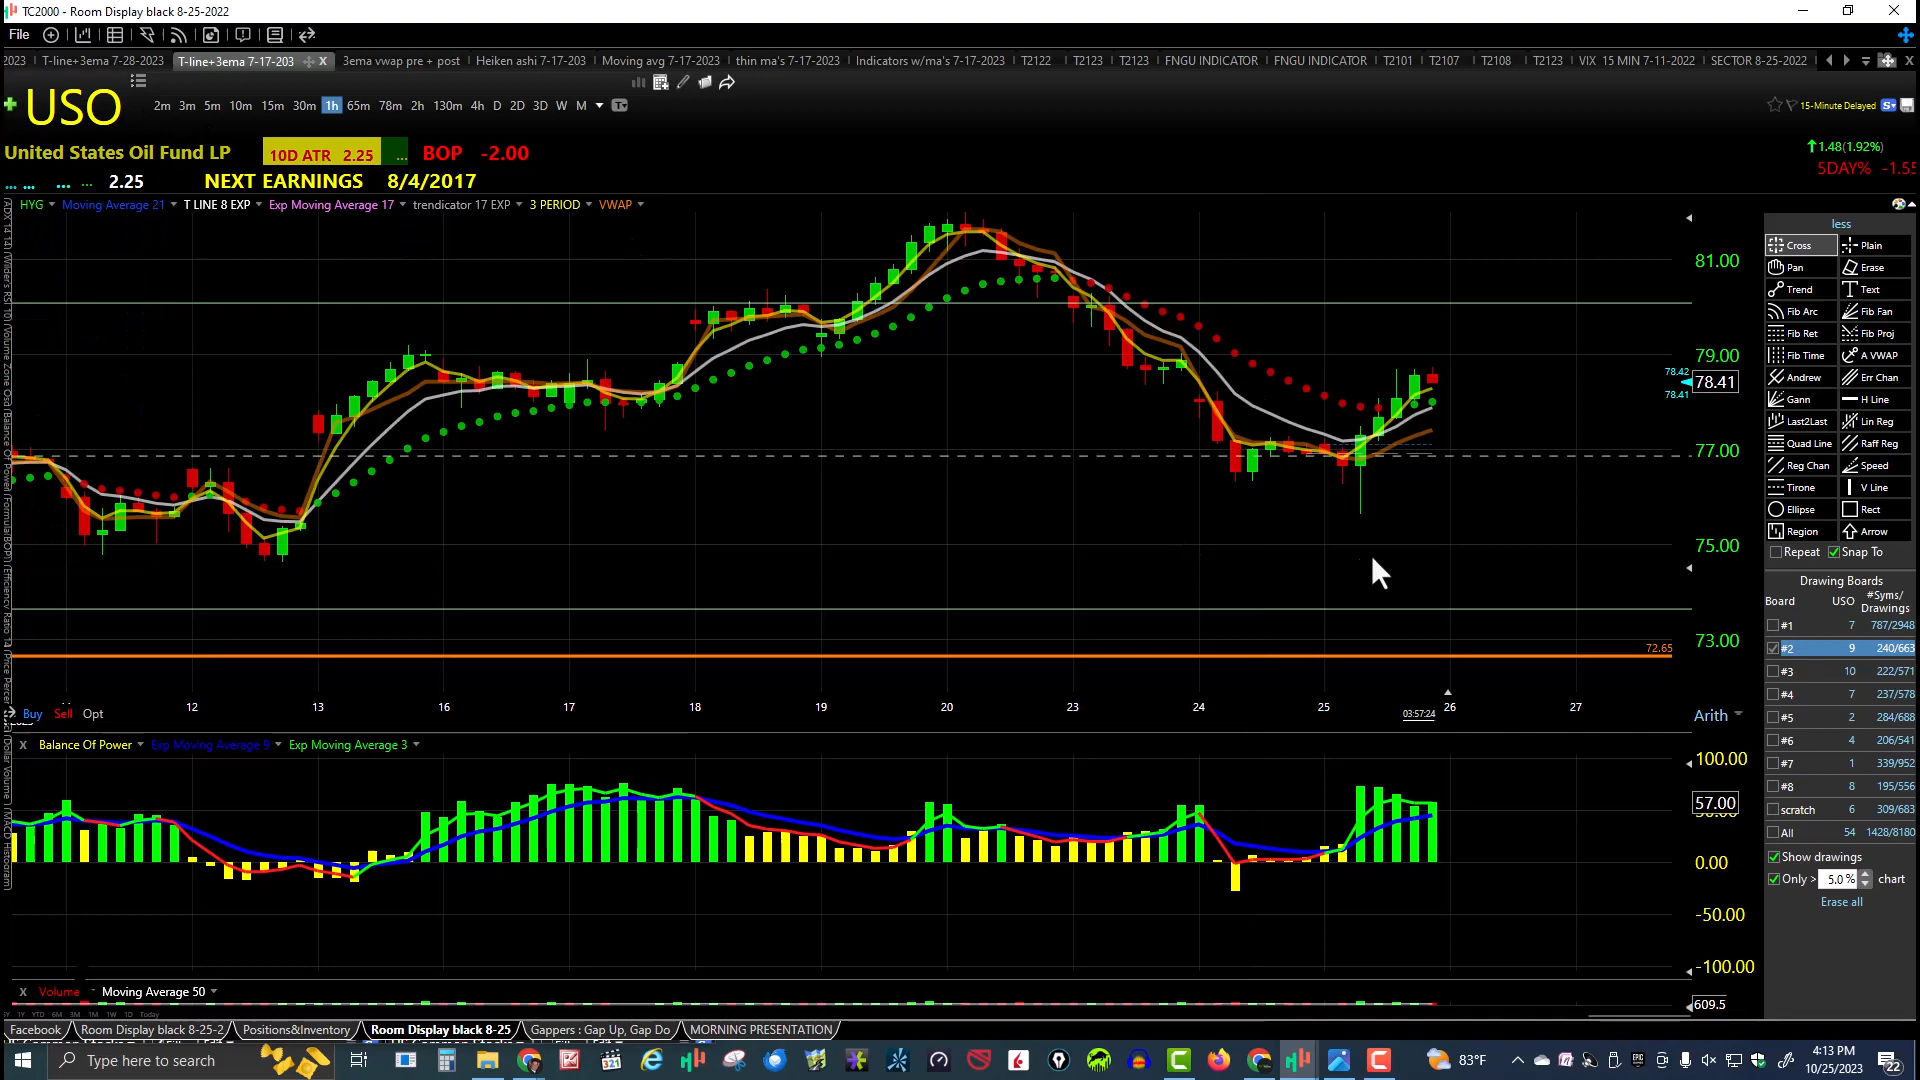 TC2000 - Room Display black 8-25-2022
File
2023 T-line+3ema 7-28-2023 T-line+3ema 7-17-203 X 3ema vwap pre + post Heiken ashi 7-17-203 Moving avg 7-17-2023 thin ma's 7-17-2023 Indicators w/ma's 7-17-2023 T2122 T2123 T2123 FNGU INDICATOR FNGU INDICATOR T2101 T2107 T2108 T2123 VIX 15 MIN 7-11-2022 SECTOR 8-25-2022 X
USO 2m 3m 5m 10m 15m 30m 1h 65m 78m 2h 130m 4h D 2D 3D W M
15-Minute Delayed
United States Oil Fund LP 10D ATR 2.25 ... BOP -2.00
1.48(1.92%)
5DAY% -1.55
... ... ... ... 2.25 NEXT EARNINGS 8/4/2017
HYG Moving Average 21 T LINE 8 EXP Exp Moving Average 17 trendicator 17 EXP 3 PERIOD VWAP
81.00
79.00
78.42
78.41
78.41
77.00
75.00
73.00
72.65
12 13 16 17 18 19 20 23 24 25 26 27
03:57:24
Buy Sell Opt
Arith
X Balance Of Power Exp Moving Average 9 Exp Moving Average 3
100.00
57.00
0.00
-50.00
-100.00
X Volume Moving Average 50
609.5
1Y YTD 6M 3M 1M 1W 1D Today
less
Cross Plain
Pan Erase
Trend Text
Fib Arc Fib Fan
Fib Ret Fib Proj
Fib Time A VWAP
Andrew Err Chan
Gann H Line
Last2Last Lin Reg
Quad Line Raff Reg
Reg Chan Speed
Tirone V Line
Ellipse Rect
Region Arrow
Repeat Snap To
Drawing Boards
Board USO #Syms/
Drawings
#1 7 787/2948
#2 9 240/663
#3 10 222/571
#4 7 237/578
#5 2 284/688
#6 4 206/541
#7 1 339/952
#8 8 195/556
scratch 6 309/683
All 54 1428/8180
Show drawings
Only > 5.0 % chart
Erase all
Facebook Room Display black 8-25-2 Positions&Inventory Room Display black 8-25 Gappers : Gap Up, Gap Do MORNING PRESENTATION
Type here to search
83°F
4:13 PM
10/25/2023
22